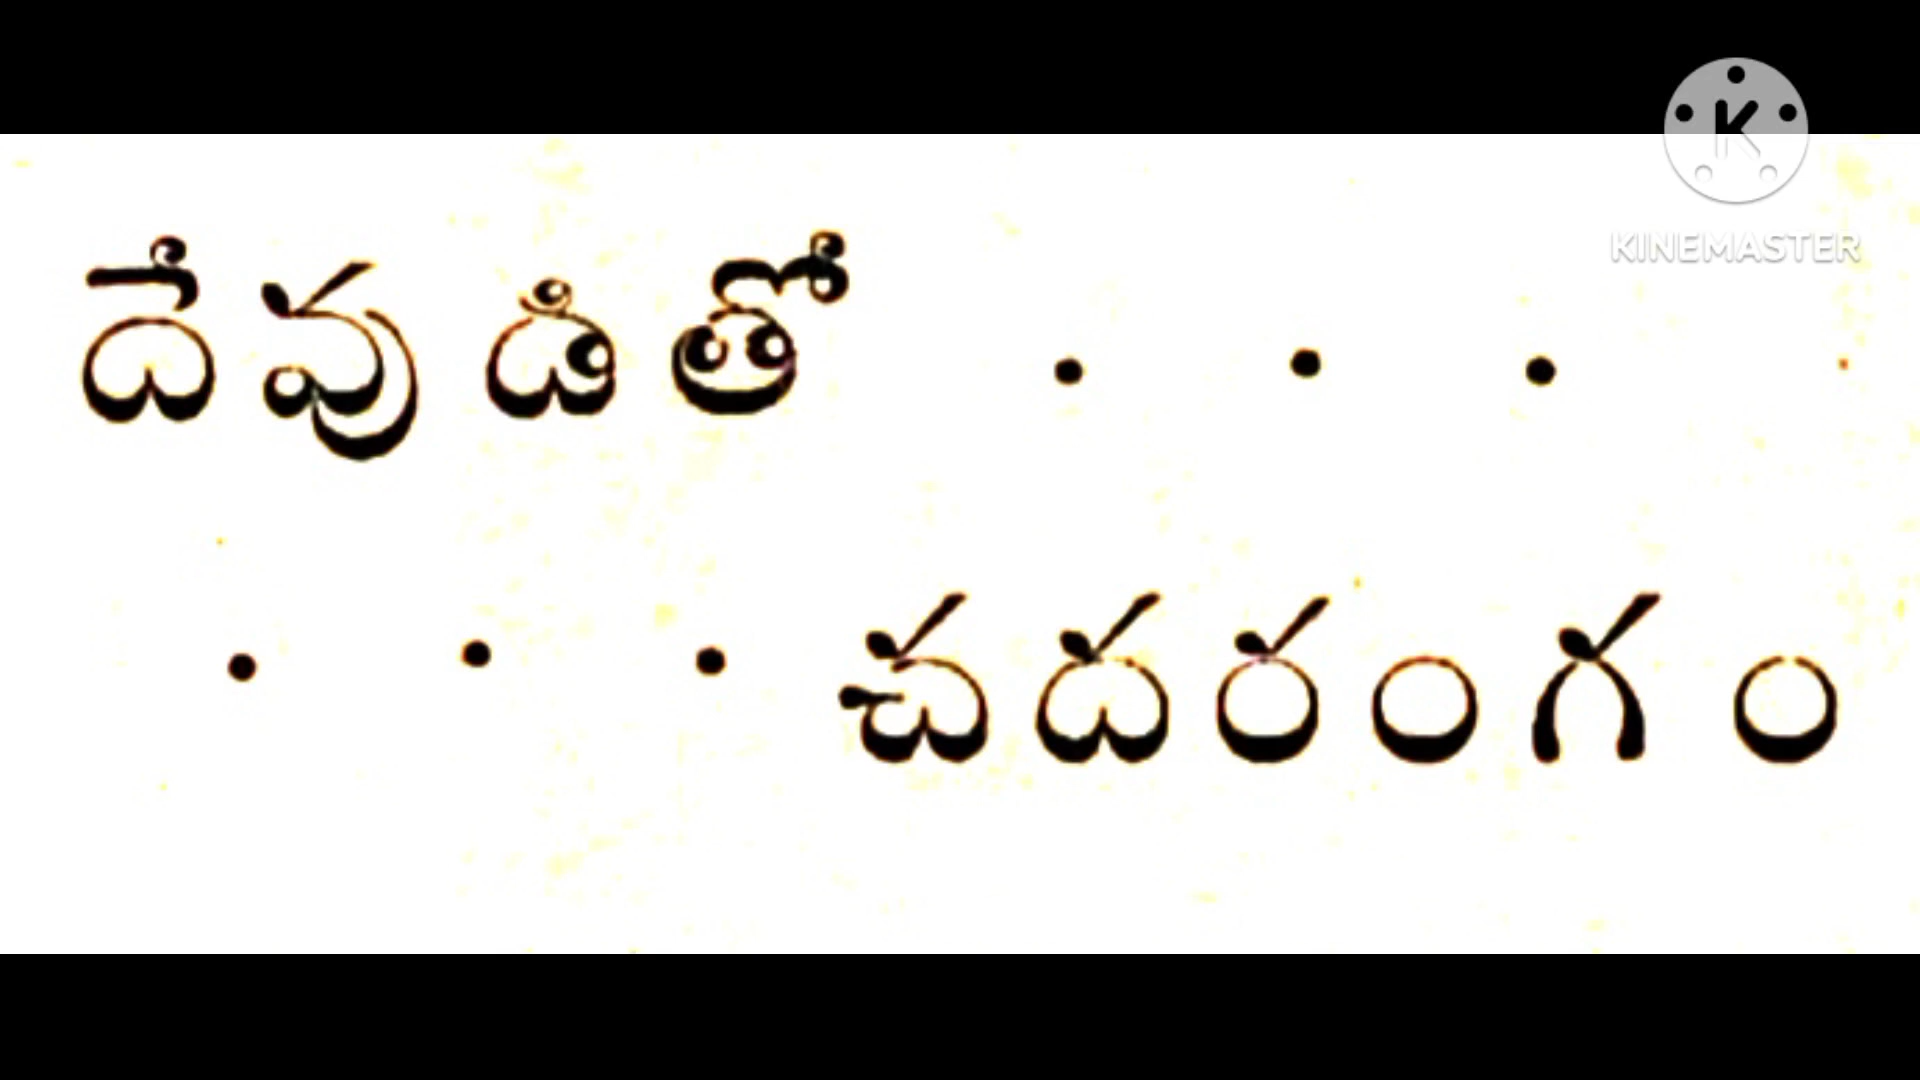 KINEMASTER
దేవుడితో . . .
. . . చదరంగం